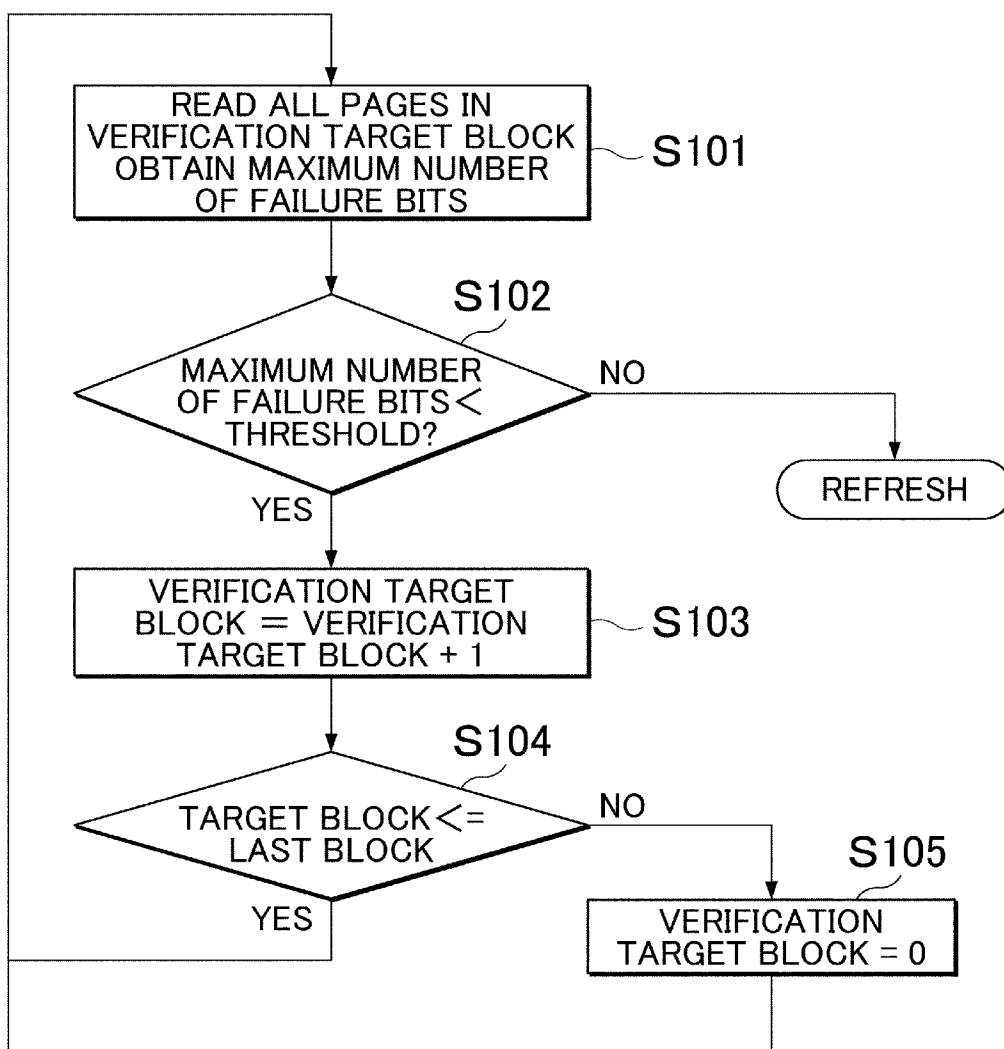 READ ALL PAGES IN
VERIFICATION TARGET BLOCK
OBTAIN MAXIMUM NUMBER
OF FAILURE BITS
S101
S102
MAXIMUM NUMBER
OF FAILURE BITS<
THRESHOLD?
NO
REFRESH
YES
VERIFICATION TARGET
BLOCK = VERIFICATION
TARGET BLOCK + 1
S103
S104
TARGET BLOCK<=
LAST BLOCK
NO
YES
S105
VERIFICATION
TARGET BLOCK = 0